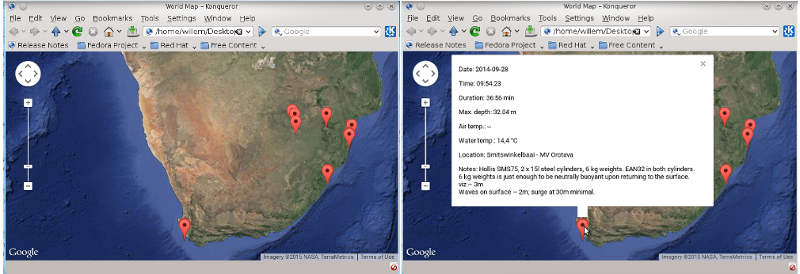 World Map – Konqueror
File Edit View Go Bookmarks Tools Settings Window Help
/home/willem/Deskto
Google
Release Notes Fedora Project Red Hat Free Content
Google
Imagery ©2015 NASA, TerraMetrics Terms of Use
World Map – Konqueror
File Edit View Go Bookmarks Tools Settings Window Help
/home/willem/Deskto
Google
Release Notes Fedora Project Red Hat Free Content
Date: 2014-09-28
Time: 09:54:23
Duration: 36:56 min
Max. depth: 32.04 m
Air temp.: --
Water temp.: 14,4 °C
Location: Smitswinkelbaai - MV Oroteva
Notes: Hollis SMS75, 2 x 15l steel cylinders, 6 kg weights. EAN32 in both cylinders.
6 kg weights is just enough to be neutrally buoyant upon returning to the surface.
viz ~ 3m
Waves on surface ~ 2m; surge at 30m minimal.
Google
Imagery ©2015 NASA, TerraMetrics Terms of Use